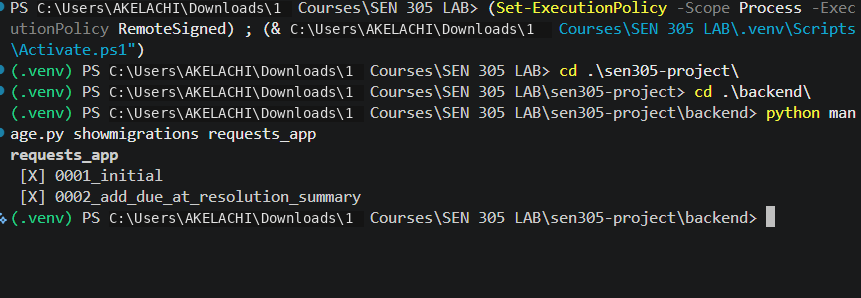 PS C:\Users\AKELACHI\Downloads\1 Courses\SEN 305 LAB> (Set-ExecutionPolicy -Scope Process -Exec
utionPolicy RemoteSigned) ; (& C:\Users\AKELACHI\Downloads\1 Courses\SEN 305 LAB\.venv\Scripts
\Activate.ps1")
(.venv) PS C:\Users\AKELACHI\Downloads\1 Courses\SEN 305 LAB> cd .\sen305-project\
(.venv) PS C:\Users\AKELACHI\Downloads\1 Courses\SEN 305 LAB\sen305-project> cd .\backend\
(.venv) PS C:\Users\AKELACHI\Downloads\1 Courses\SEN 305 LAB\sen305-project\backend> python man
age.py showmigrations requests_app
requests_app
[X] 0001_initial
[X] 0002_add_due_at_resolution_summary
(.venv) PS C:\Users\AKELACHI\Downloads\1 Courses\SEN 305 LAB\sen305-project\backend>